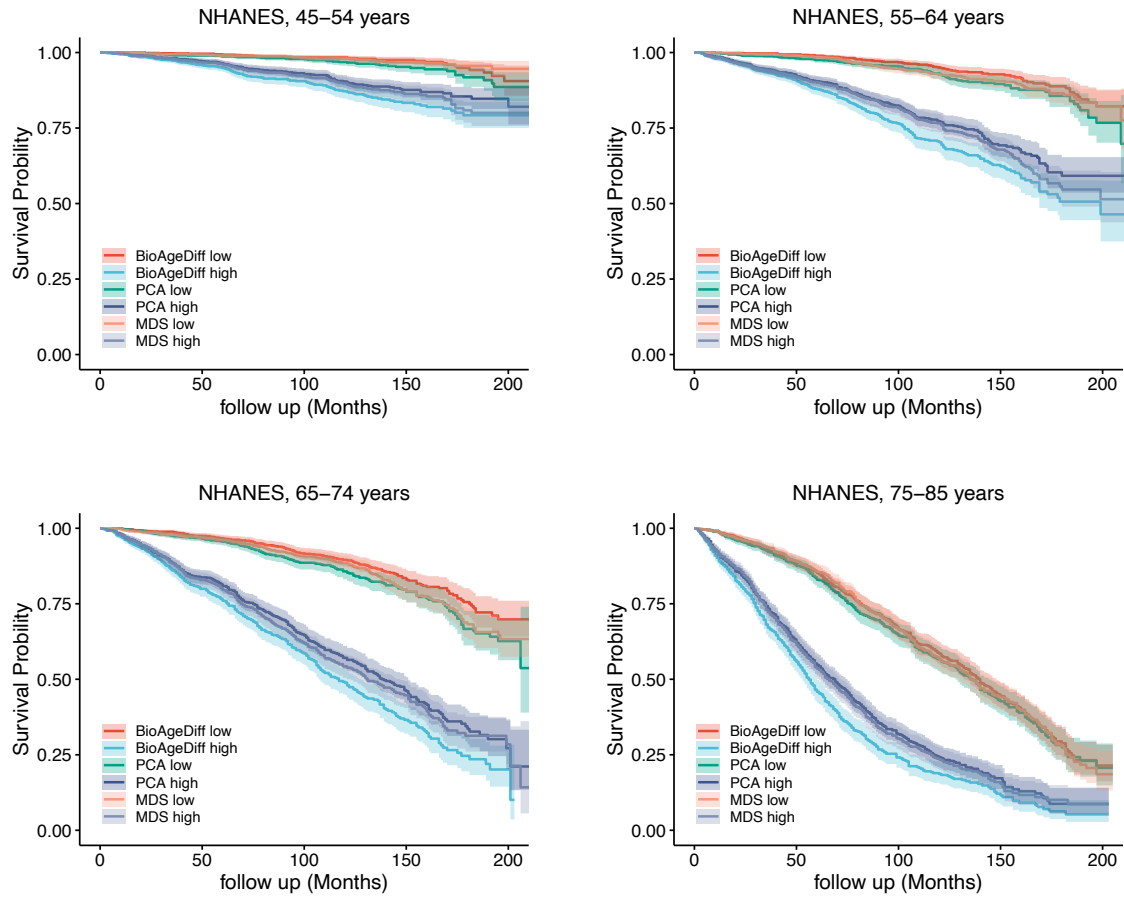 NHANES, 45−54 years
Survival Probility
1.00
0.75
0.50
0.25
0.00
BioAgeDiff low
BioAgeDiff high
PCA low
PCA high
MDS low
MDS high
0 50 100 150 200
follow up (Months)
NHANES, 55−64 years
Survival Probility
1.00
0.75
0.50
0.25
0.00
BioAgeDiff low
BioAgeDiff high
PCA low
PCA high
MDS low
MDS high
0 50 100 150 200
follow up (Months)
NHANES, 65−74 years
Survival Probility
1.00
0.75
0.50
0.25
0.00
BioAgeDiff low
BioAgeDiff high
PCA low
PCA high
MDS low
MDS high
0 50 100 150 200
follow up (Months)
NHANES, 75−85 years
Survival Probility
1.00
0.75
0.50
0.25
0.00
BioAgeDiff low
BioAgeDiff high
PCA low
PCA high
MDS low
MDS high
0 50 100 150 200
follow up (Months)